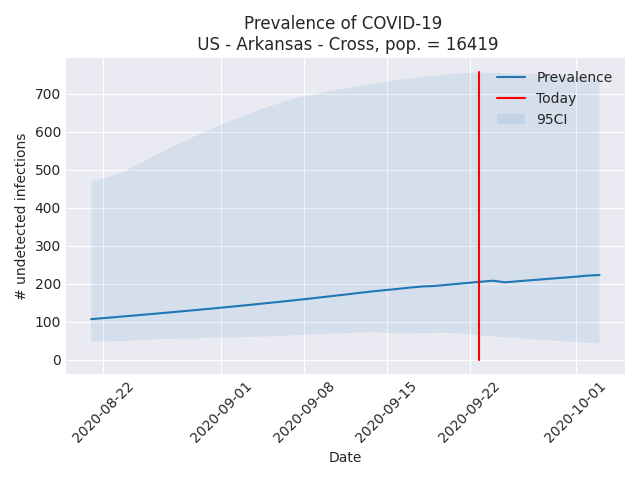 Prevalence of COVID-19
US - Arkansas - Cross, pop. = 16419
Prevalence
Today
95CI
# undetected infections
700
600
500
400
300
200
100
0
2020-08-22
2020-09-01
2020-09-08
2020-09-15
2020-09-22
2020-10-01
Date